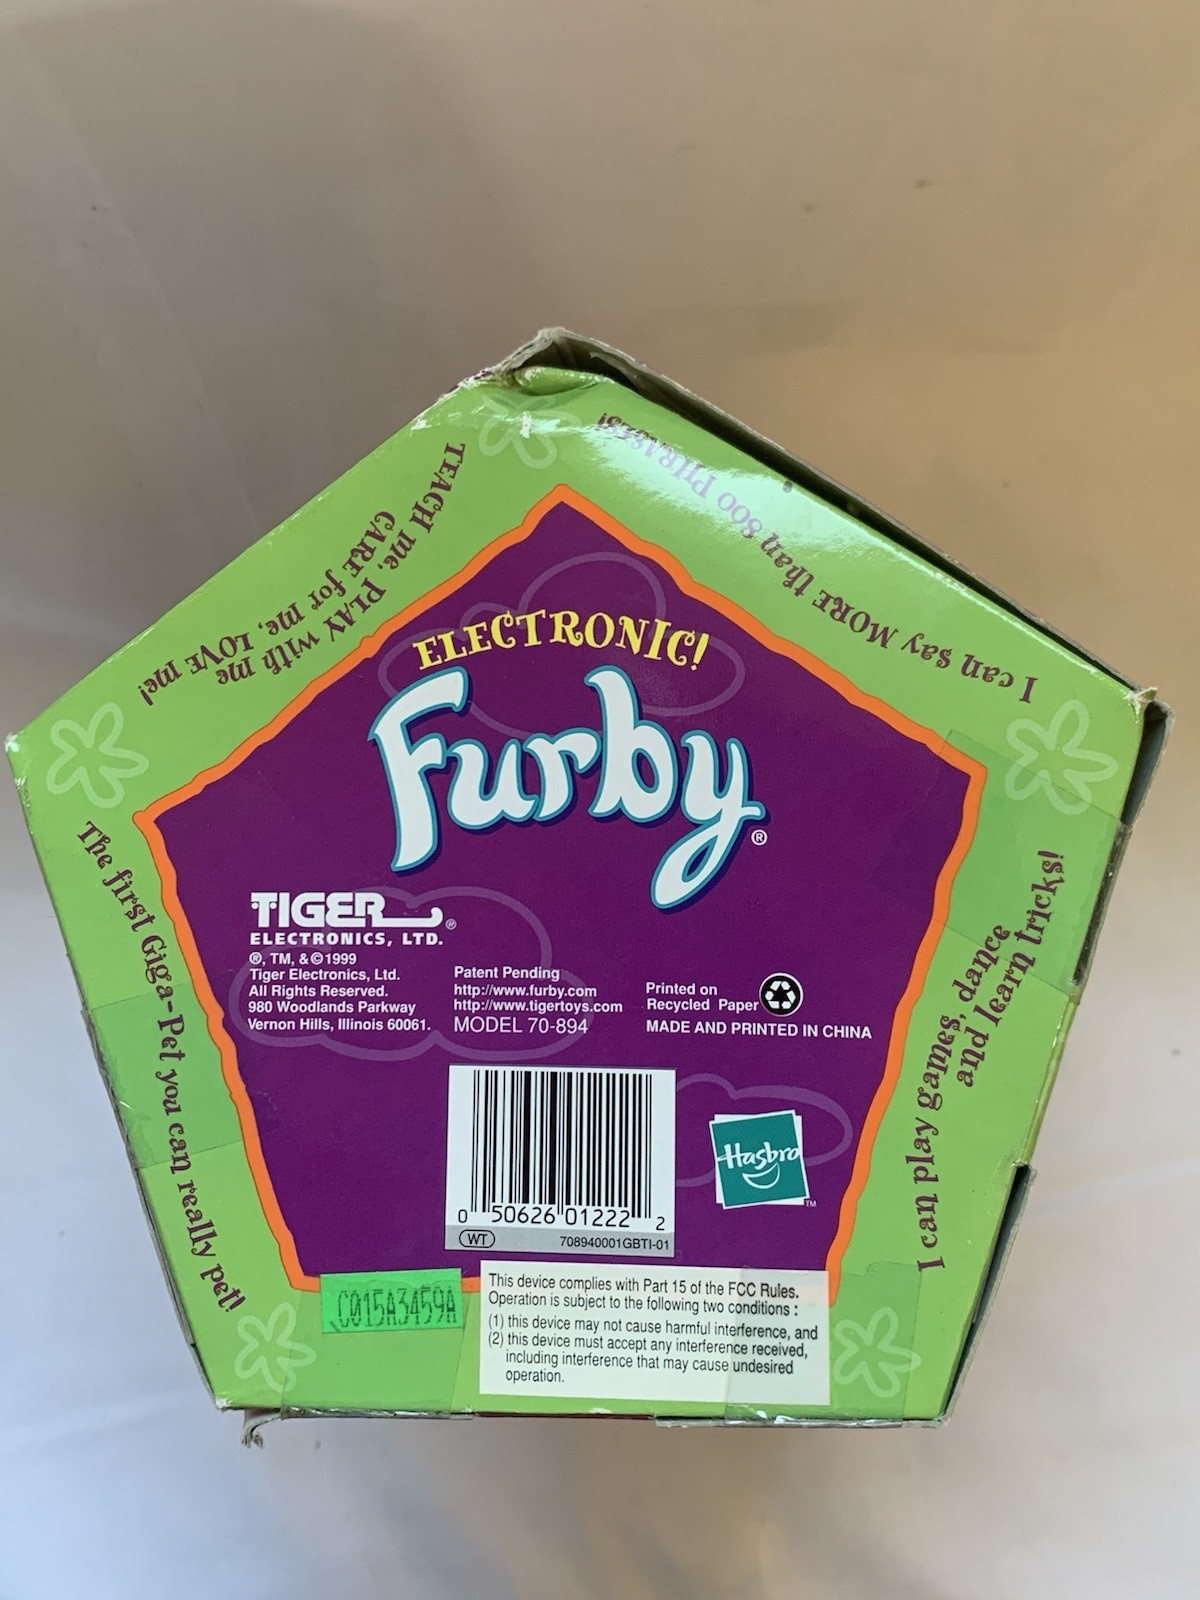 TEACH me, PLAY with me
CARE for me, LOVE me!
I can say MORE than 800 PHRASES!
ELECTRONIC!
Furby®
TIGER®
ELECTRONICS, LTD.
®, TM, & ©1999
Tiger Electronics, Ltd.
All Rights Reserved.
980 Woodlands Parkway
Vernon Hills, Illinois 60061.
Patent Pending
http://www.furby.com
http://www.tigertoys.com
MODEL 70-894
Printed on
Recycled Paper
MADE AND PRINTED IN CHINA
The first Giga-Pet you can really pet!
I can play games, dance
and learn tricks!
0 50626 01222 2
WT 708940001GBTI-01
Hasbro TM
C015A3459A
This device complies with Part 15 of the FCC Rules.
Operation is subject to the following two conditions :
(1) this device may not cause harmful interference, and
(2) this device must accept any interference received,
including interference that may cause undesired
operation.